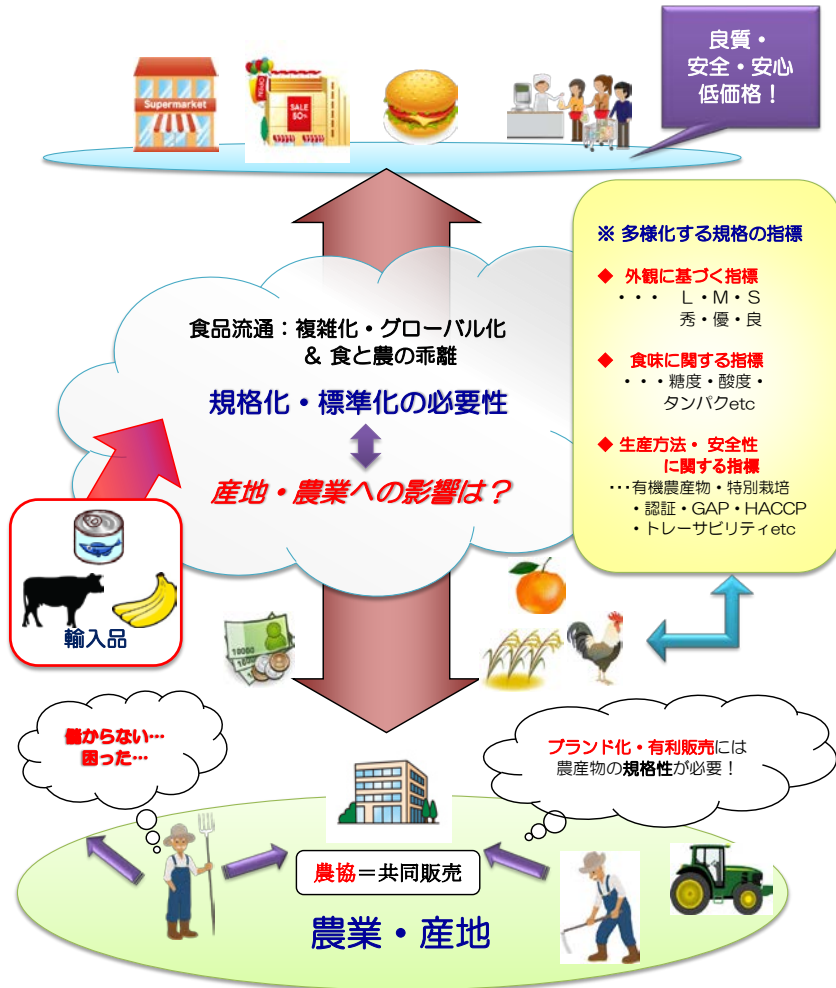 良質・
安全・安心
低価格！
Supermarket
OPEN
SALE
50%
※ 多様化する規格の指標
◆ 外観に基づく指標
・・・ L・M・S
秀・優・良
◆ 食味に関する指標
・・・糖度・酸度・
タンパクetc
◆ 生産方法・ 安全性
に関する指標
…有機農産物・特別栽培
・認証・GAP・HACCP
・トレーサビリティetc
食品流通：複雑化・グローバル化
& 食と農の乖離
規格化・標準化の必要性
産地・農業への影響は？
輸入品
10000
儲からない…
困った…
ブランド化・有利販売には
農産物の規格性が必要！
農協＝共同販売
農業・産地